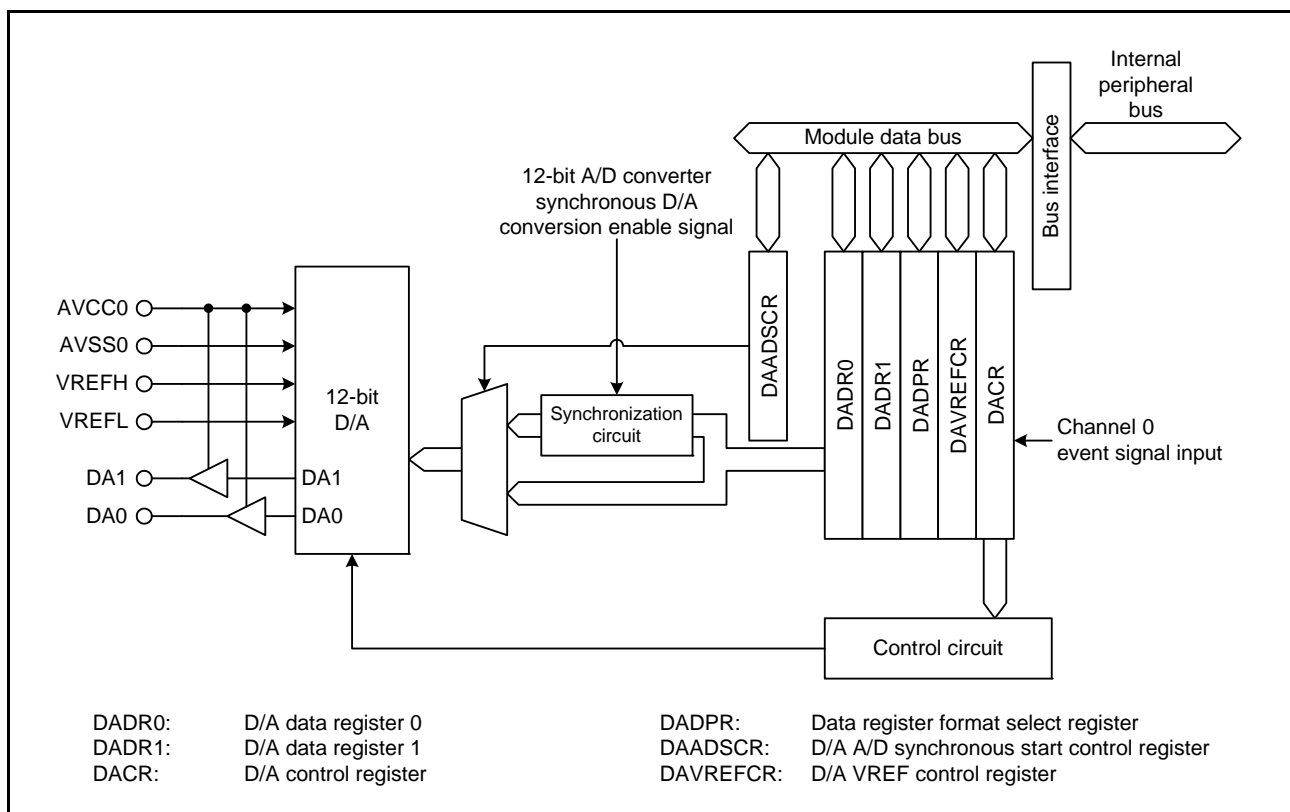 Internal
peripheral
bus
Module data bus
Bus interface
12-bit A/D converter
synchronous D/A
conversion enable signal
AVCC0
AVSS0
VREFH
VREFL
DA1
DA0
12-bit
D/A
DA1
DA0
Synchronization
circuit
DAADSCR
DADR0
DADR1
DADPR
DAVREFCR
DACR
Channel 0
event signal input
Control circuit
DADR0: D/A data register 0
DADR1: D/A data register 1
DACR: D/A control register
DADPR: Data register format select register
DAADSCR: D/A A/D synchronous start control register
DAVREFCR: D/A VREF control register